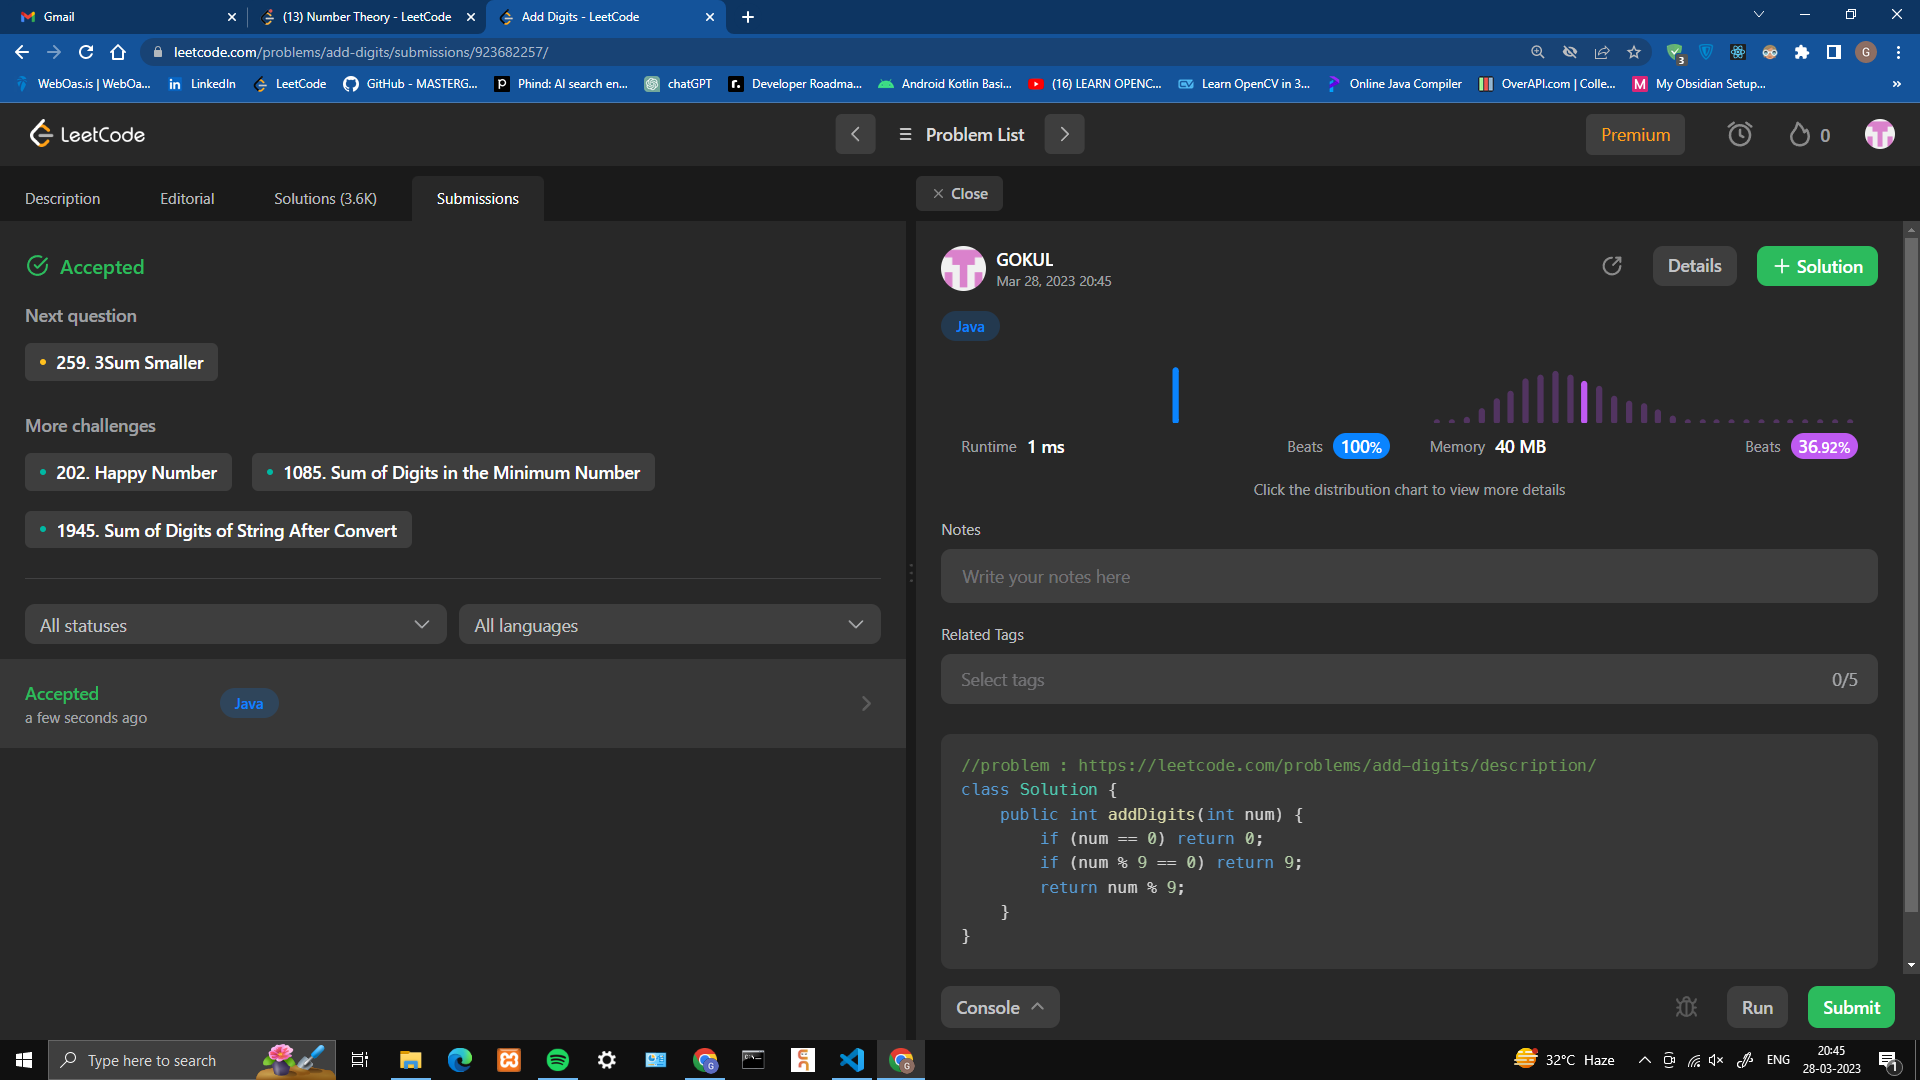 Gmail
(13) Number Theory - LeetCode
Add Digits - LeetCode
leetcode.com/problems/add-digits/submissions/923682257/
3
G
WebOas.is | WebOa...
LinkedIn
LeetCode
GitHub - MASTERG...
Phind: AI search en...
chatGPT
Developer Roadma...
Android Kotlin Basi...
(16) LEARN OPENC...
Learn OpenCV in 3...
Online Java Compiler
OverAPI.com | Colle...
My Obsidian Setup...
»
LeetCode
Problem List
Premium
0
Description
Editorial
Solutions (3.6K)
Submissions
Close
Accepted
Next question
259. 3Sum Smaller
More challenges
202. Happy Number
1085. Sum of Digits in the Minimum Number
1945. Sum of Digits of String After Convert
All statuses
All languages
Accepted
a few seconds ago
Java
GOKUL
Mar 28, 2023 20:45
Details
+ Solution
Java
Runtime 1 ms
Beats 100%
Memory 40 MB
Beats 36.92%
Click the distribution chart to view more details
Notes
Write your notes here
Related Tags
Select tags
0/5
//problem : https://leetcode.com/problems/add-digits/description/
class Solution {
    public int addDigits(int num) {
        if (num == 0) return 0;
        if (num % 9 == 0) return 9;
        return num % 9;
    }
}
Console
Run
Submit
Type here to search
32°C Haze
ENG
20:45
28-03-2023
1